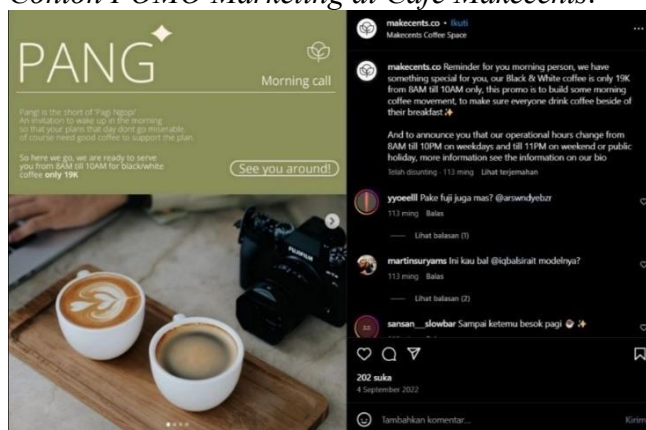 Contoh FOMO Marketing di Cafe Makecents.
PANG
Morning call
Pang! is the short of 'Pagi Ngopi'
An invitation to wake up in the morning
so that your plans that day dont go miserable,
of course need good coffee to support the plan.
So here we go, we are ready to serve
you from 8AM till 10AM for black/white
coffee only 19K
See you around!
makecents.co • Ikuti
Makecents Coffee Space
makecents.co Reminder for you morning person, we have
something special for you, our Black & White coffee is only 19K
from 8AM till 10AM only, this promo is to build some morning
coffee movement, to make sure everyone drink coffee beside of
their breakfast
And to announce you that our operational hours change from
8AM till 10PM on weekdays and till 11PM on weekend or public
holiday, more information see the information on our bio
Telah disunting · 113 ming Lihat terjemahan
yyoeelll Pake fuji juga mas? @arswndyebzr
113 ming Balas
Lihat balasan (1)
martinsuryams Ini kau bal @iqbalsirait modelnya?
113 ming Balas
Lihat balasan (2)
sansan__slowbar Sampai ketemu besok pagi
202 suka
4 September 2022
Tambahkan komentar...
Kirim
FUJIFILM